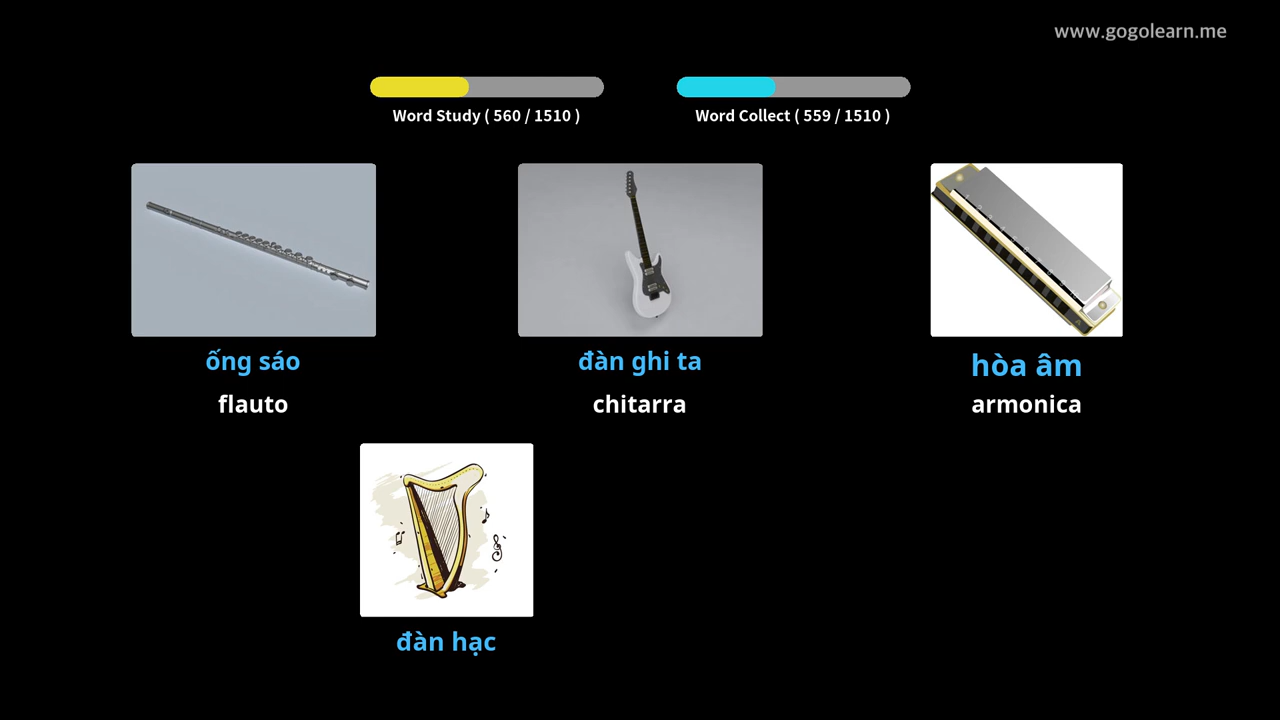 www.gogolearn.me
Word Study ( 560 / 1510 )
Word Collect ( 559 / 1510 )
ống sáo
đàn ghi ta
hòa âm
flauto
chitarra
armonica
đàn hạc